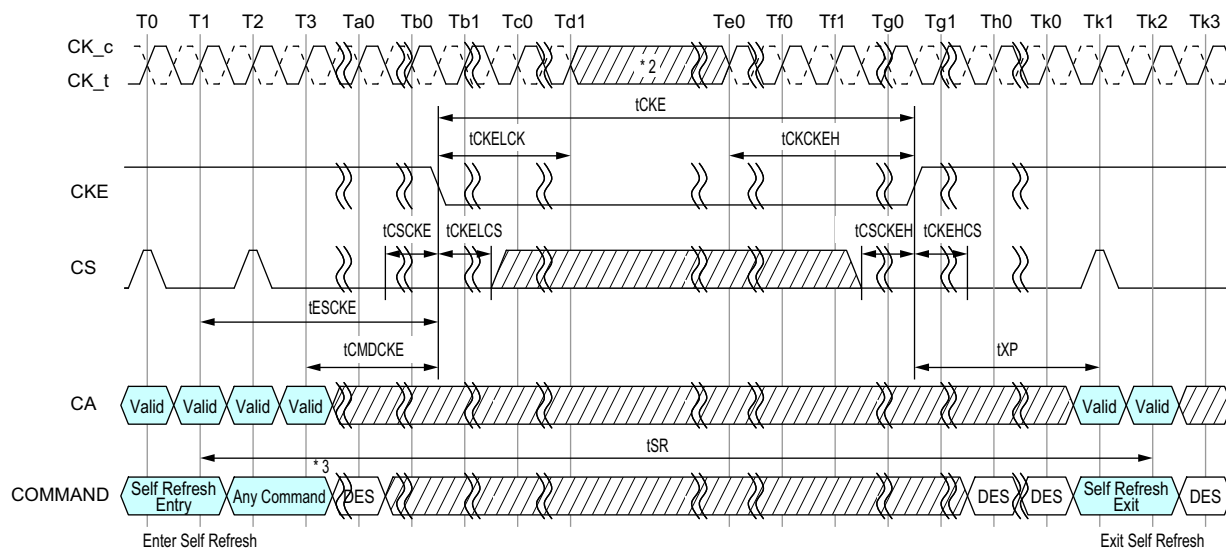 T0 T1 T2 T3 Ta0 Tb0 Tb1 Tc0 Td1 Te0 Tf0 Tf1 Tg0 Tg1 Th0 Tk0 Tk1 Tk2 Tk3
CK_c
* 2
CK_t
tCKE
tCKELCK tCKCKEH
CKE
tCSCKE tCKELCS tCSCKEH tCKEHCS
CS
tESCKE
tCMDCKE tXP
CA Valid Valid Valid Valid Valid Valid
tSR
* 3
COMMAND Self Refresh Entry Any Command DES DES DES Self Refresh Exit DES
Enter Self Refresh Exit Self Refresh